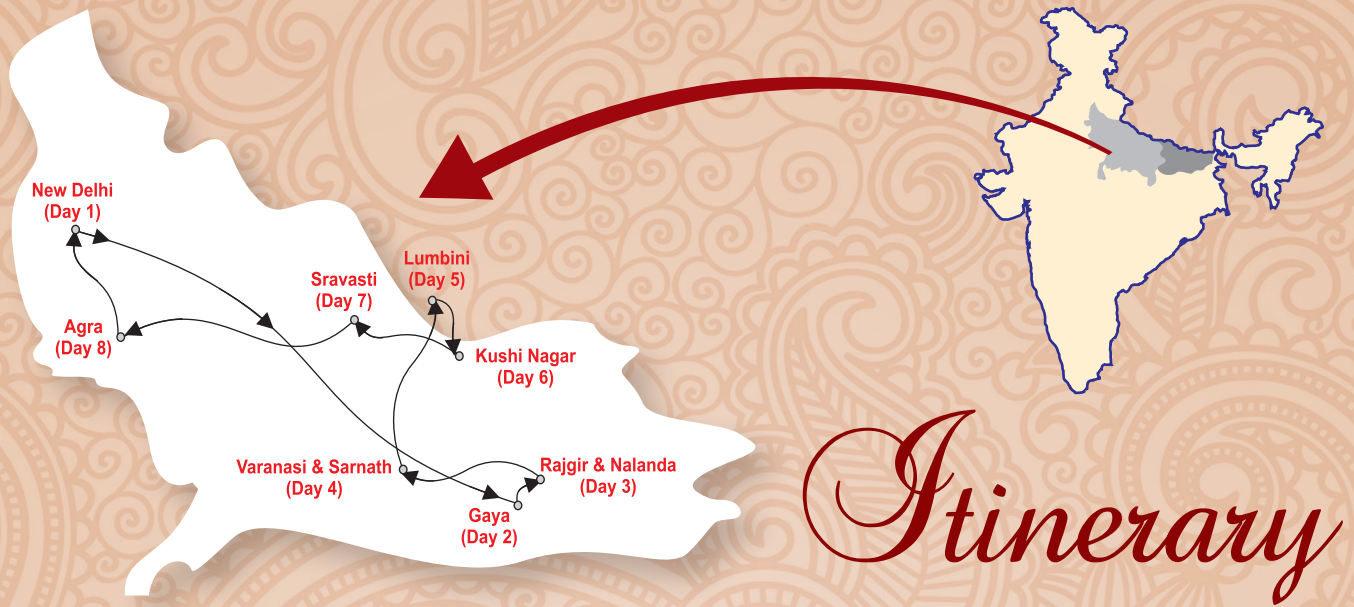 New Delhi
(Day 1)
Lumbini
(Day 5)
Sravasti
(Day 7)
Agra
(Day 8)
Kushi Nagar
(Day 6)
Varanasi & Sarnath
(Day 4)
Rajgir & Nalanda
(Day 3)
Gaya
(Day 2)
Itinerary